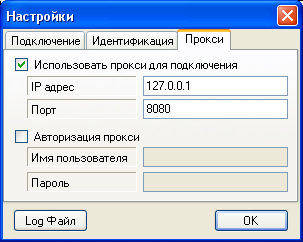 Настройки
Подключение Идентификация Прокси
Использовать прокси для подключения
IP адрес 127.0.0.1
Порт 8080
Авторизация прокси
Имя пользователя
Пароль
Log Файл OK